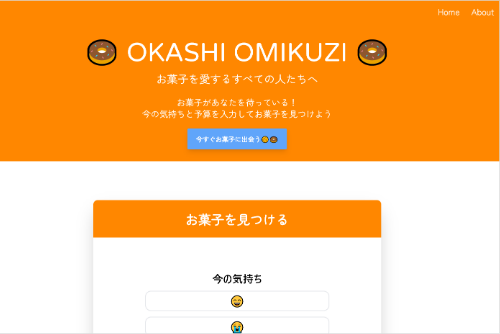 Home About
OKASHI OMIKUZI
お菓子を愛するすべての人たちへ
お菓子があなたを待っている！
今の気持ちと予算を入力してお菓子を見つけよう
今すぐお菓子に出会う
お菓子を見つける
今の気持ち